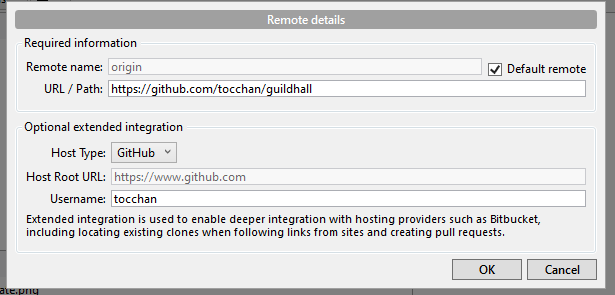 Remote details
Required information
Remote name: origin
Default remote
URL / Path: https://github.com/tocchan/guildhall
Optional extended integration
Host Type: GitHub
Host Root URL: https://www.github.com
Username: tocchan
Extended integration is used to enable deeper integration with hosting providers such as Bitbucket,
including locating existing clones when following links from sites and creating pull requests.
OK Cancel
ate.png